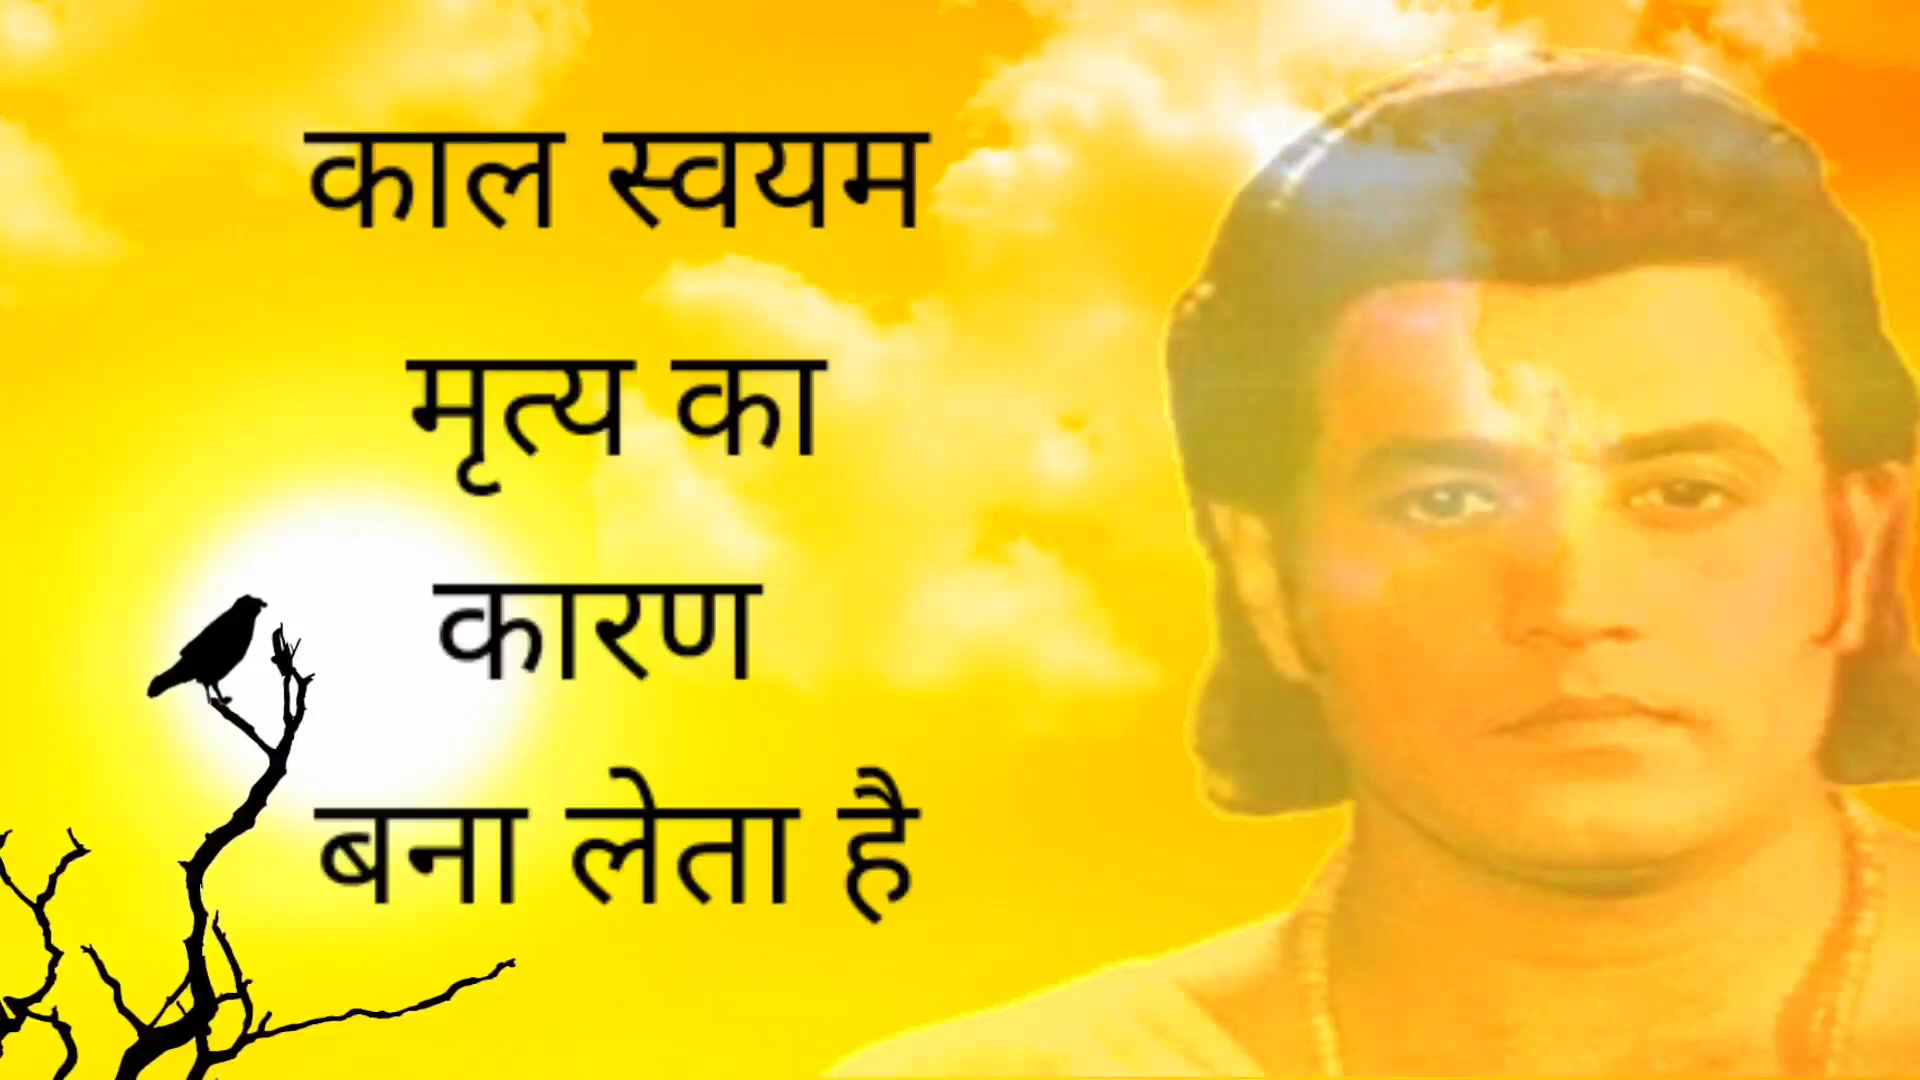 काल स्वयम
मृत्य का
कारण
बना लेता है